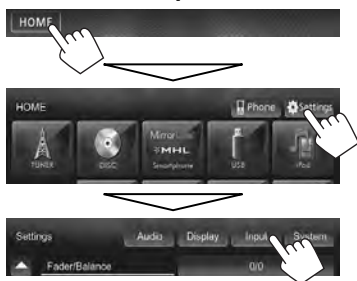 HOME
HOME Phone Settings
Mirror
MHL
TUNER DISC Smartphone USB iPod
Settings Audio Display Input System
Fader/Balance 0/0